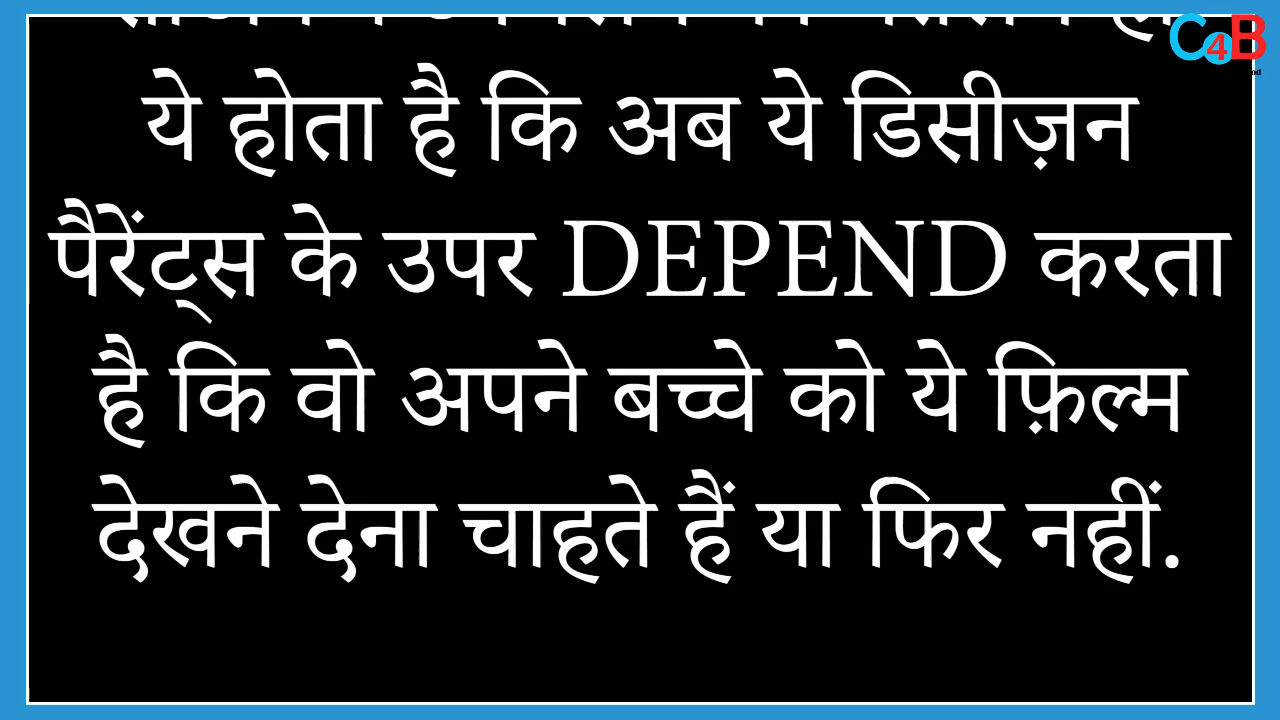 C4B
ये होता है कि अब ये डिसीज़न
पैरेंट्स के उपर DEPEND करता
है कि वो अपने बच्चे को ये फ़िल्म
देखने देना चाहते हैं या फिर नहीं.